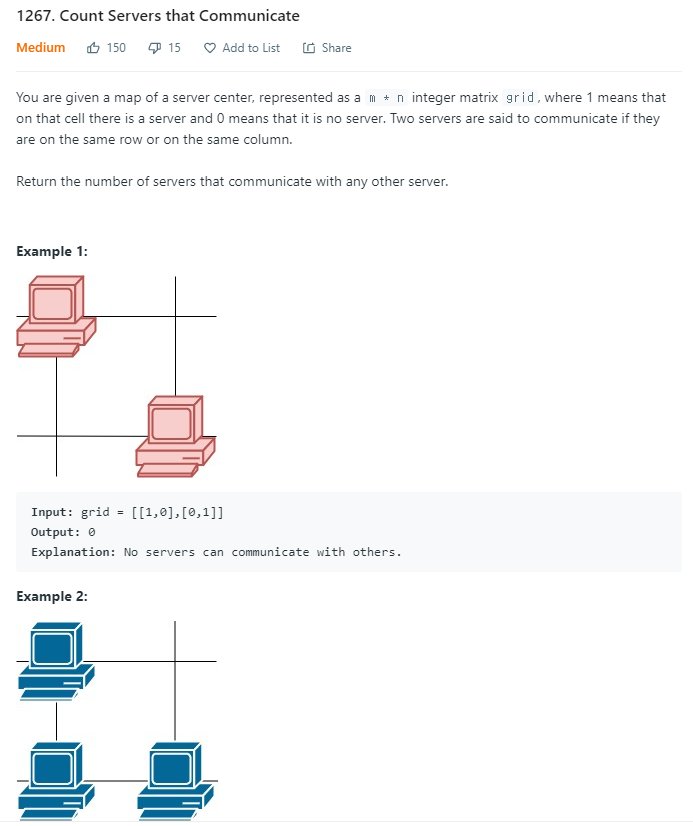 1267. Count Servers that Communicate
Medium 150 15 Add to List Share
You are given a map of a server center, represented as a m * n integer matrix grid, where 1 means that
on that cell there is a server and 0 means that it is no server. Two servers are said to communicate if they
are on the same row or on the same column.
Return the number of servers that communicate with any other server.
Example 1:
Input: grid = [[1,0],[0,1]]
Output: 0
Explanation: No servers can communicate with others.
Example 2: